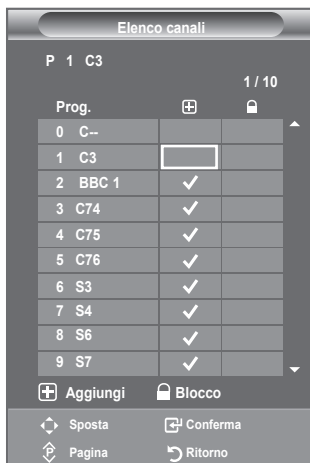 Elenco canali
P 1 C3
1 / 10
Prog.
0 C--
1 C3
2 BBC 1
3 C74
4 C75
5 C76
6 S3
7 S4
8 S6
9 S7
Aggiungi Blocco
Sposta Conferma
P Pagina Ritorno